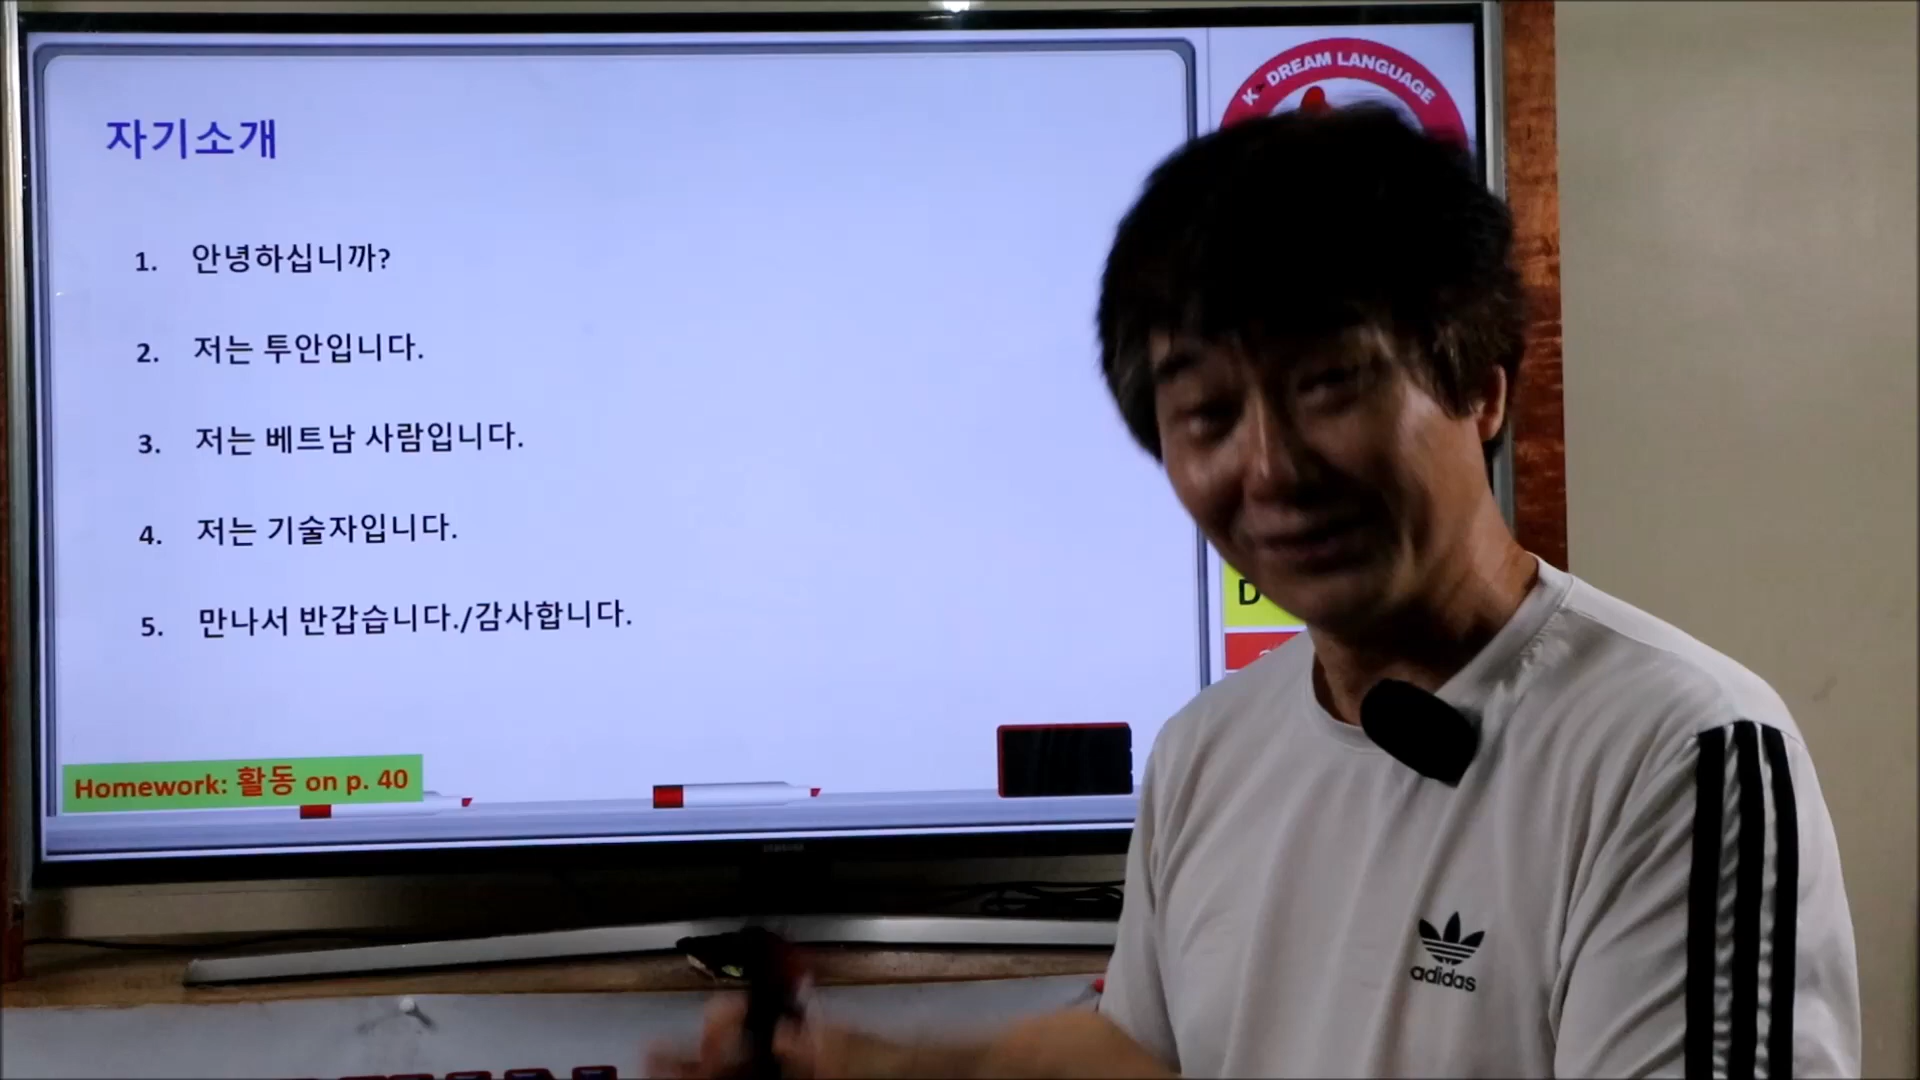 K-DREAM LANGUAGE
자기소개
1. 안녕하십니까?
2. 저는 투안입니다.
3. 저는 베트남 사람입니다.
4. 저는 기술자입니다.
5. 만나서 반갑습니다./감사합니다.
Homework: 활동 on p. 40
D
SAMSUNG
adidas